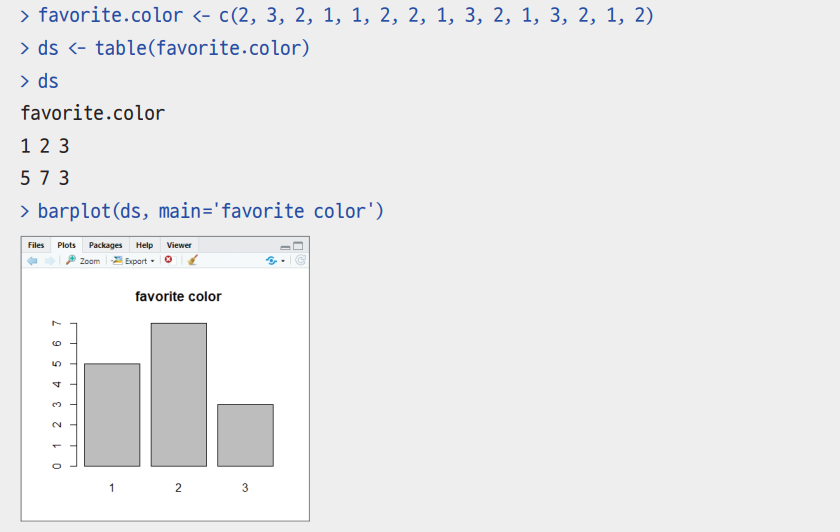 > favorite.color <- c(2, 3, 2, 1, 1, 2, 2, 1, 3, 2, 1, 3, 2, 1, 2)
> ds <- table(favorite.color)
> ds
favorite.color
1 2 3
5 7 3
> barplot(ds, main='favorite color')
Files Plots Packages Help Viewer
Zoom Export
favorite color
7
6
5
4
3
2
1
0
1 2 3